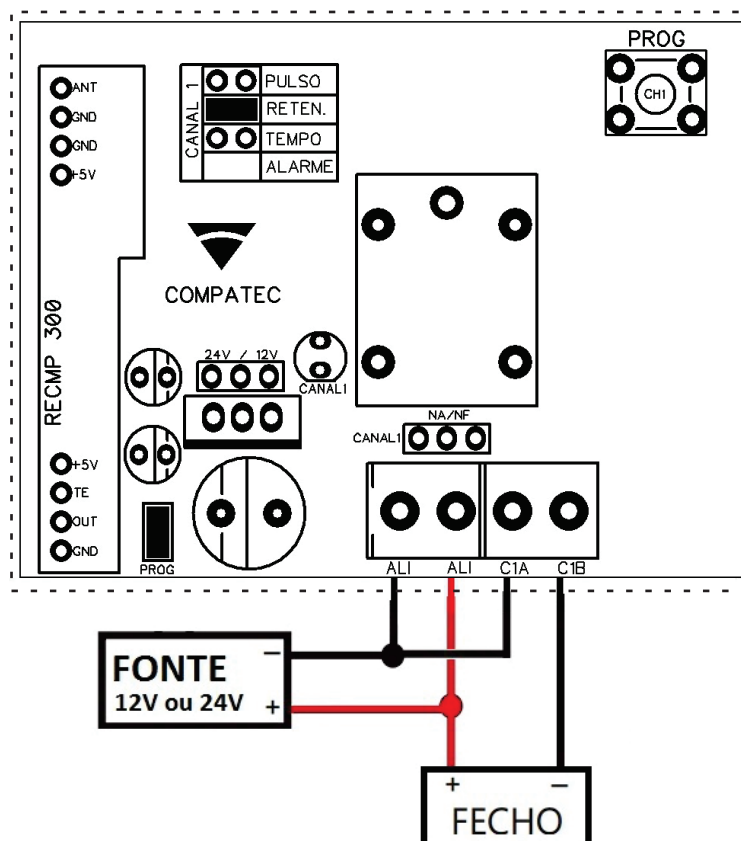 PROG
CH1
ANT
GND
GND
+5V
CANAL 1
PULSO
RETEN.
TEMPO
ALARME
COMPATEC
RECMP 300
24V / 12V
CANAL1
NA/NF
CANAL1
+5V
TE
OUT
GND
PROG
ALI
ALI
C1A
C1B
FONTE
12V ou 24V
−
+
+
−
FECHO